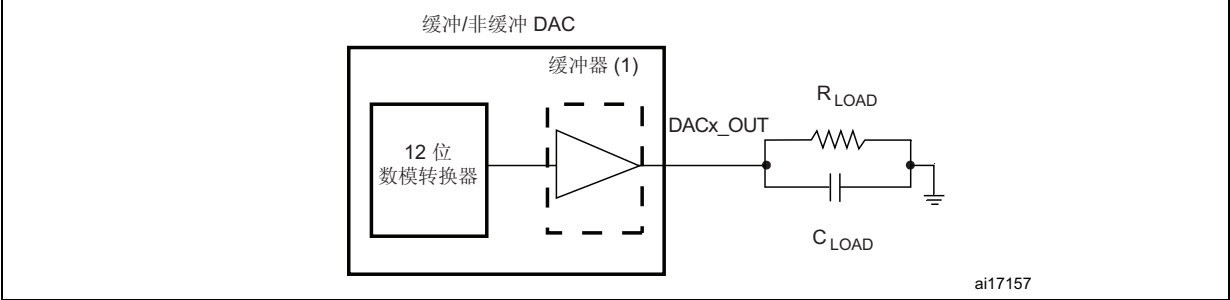 缓冲/非缓冲 DAC
缓冲器 (1)
12 位
数模转换器
DACx_OUT
R LOAD
C LOAD
ai17157